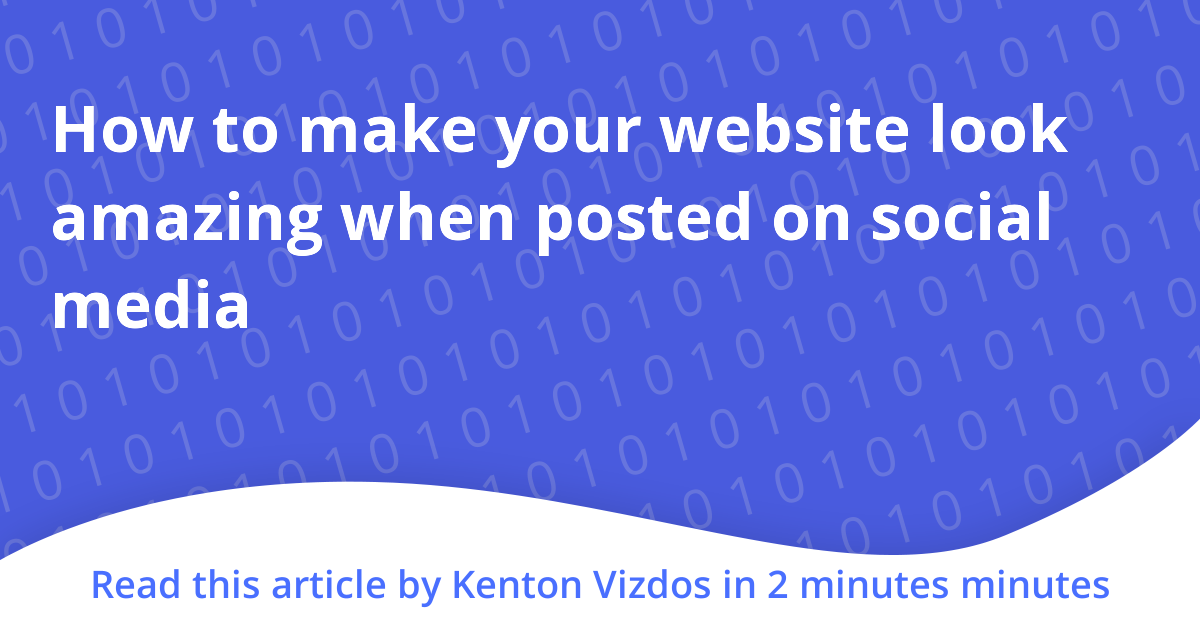 How to make your website look
amazing when posted on social
media
Read this article by Kenton Vizdos in 2 minutes minutes